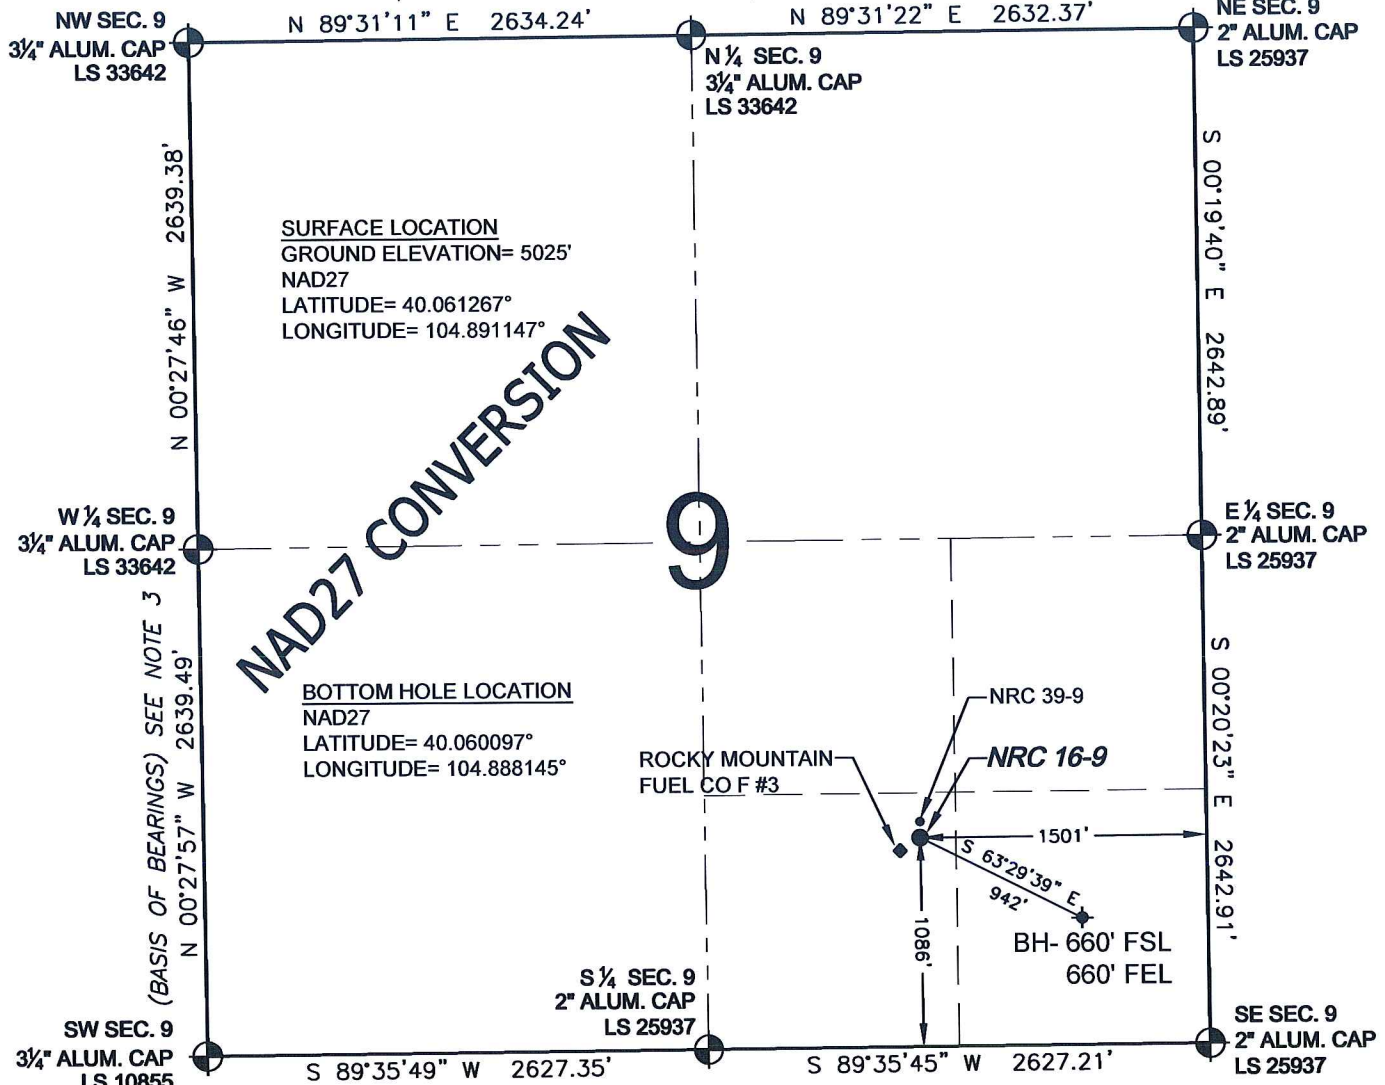 NW SEC. 9
3¼" ALUM. CAP
LS 33642
N 89°31'11" E 2634.24'
N ¼ SEC. 9
3¼" ALUM. CAP
LS 33642
N 89°31'22" E 2632.37'
NE SEC. 9
2" ALUM. CAP
LS 25937
N 00°27'46" W 2639.38'
SURFACE LOCATION
GROUND ELEVATION= 5025'
NAD27
LATITUDE= 40.061267°
LONGITUDE= 104.891147°
S 00°19'40" E 2642.89'
NAD27 CONVERSION
9
W ¼ SEC. 9
3¼" ALUM. CAP
LS 33642
E ¼ SEC. 9
2" ALUM. CAP
LS 25937
(BASIS OF BEARINGS) SEE NOTE 3
N 00°27'57" W 2639.49'
BOTTOM HOLE LOCATION
NAD27
LATITUDE= 40.060097°
LONGITUDE= 104.888145°
ROCKY MOUNTAIN
FUEL CO F #3
NRC 39-9
NRC 16-9
1501'
S 63°29'39" E
942'
1086'
BH- 660' FSL
660' FEL
S 00°20'23" E 2642.91'
SW SEC. 9
3¼" ALUM. CAP
LS 10855
S 89°35'49" W 2627.35'
S ¼ SEC. 9
2" ALUM. CAP
LS 25937
S 89°35'45" W 2627.21'
SE SEC. 9
2" ALUM. CAP
LS 25937